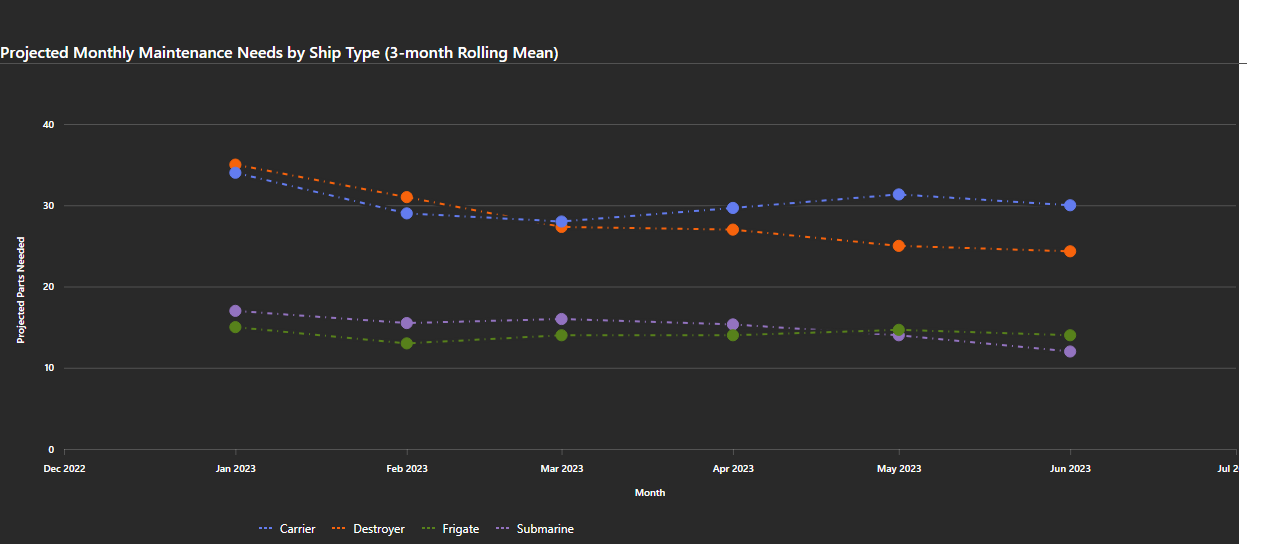 Projected Monthly Maintenance Needs by Ship Type (3-month Rolling Mean)
40
30
20
10
0
Projected Parts Needed
Dec 2022 Jan 2023 Feb 2023 Mar 2023 Apr 2023 May 2023 Jun 2023 Jul 2
Month
Carrier Destroyer Frigate Submarine